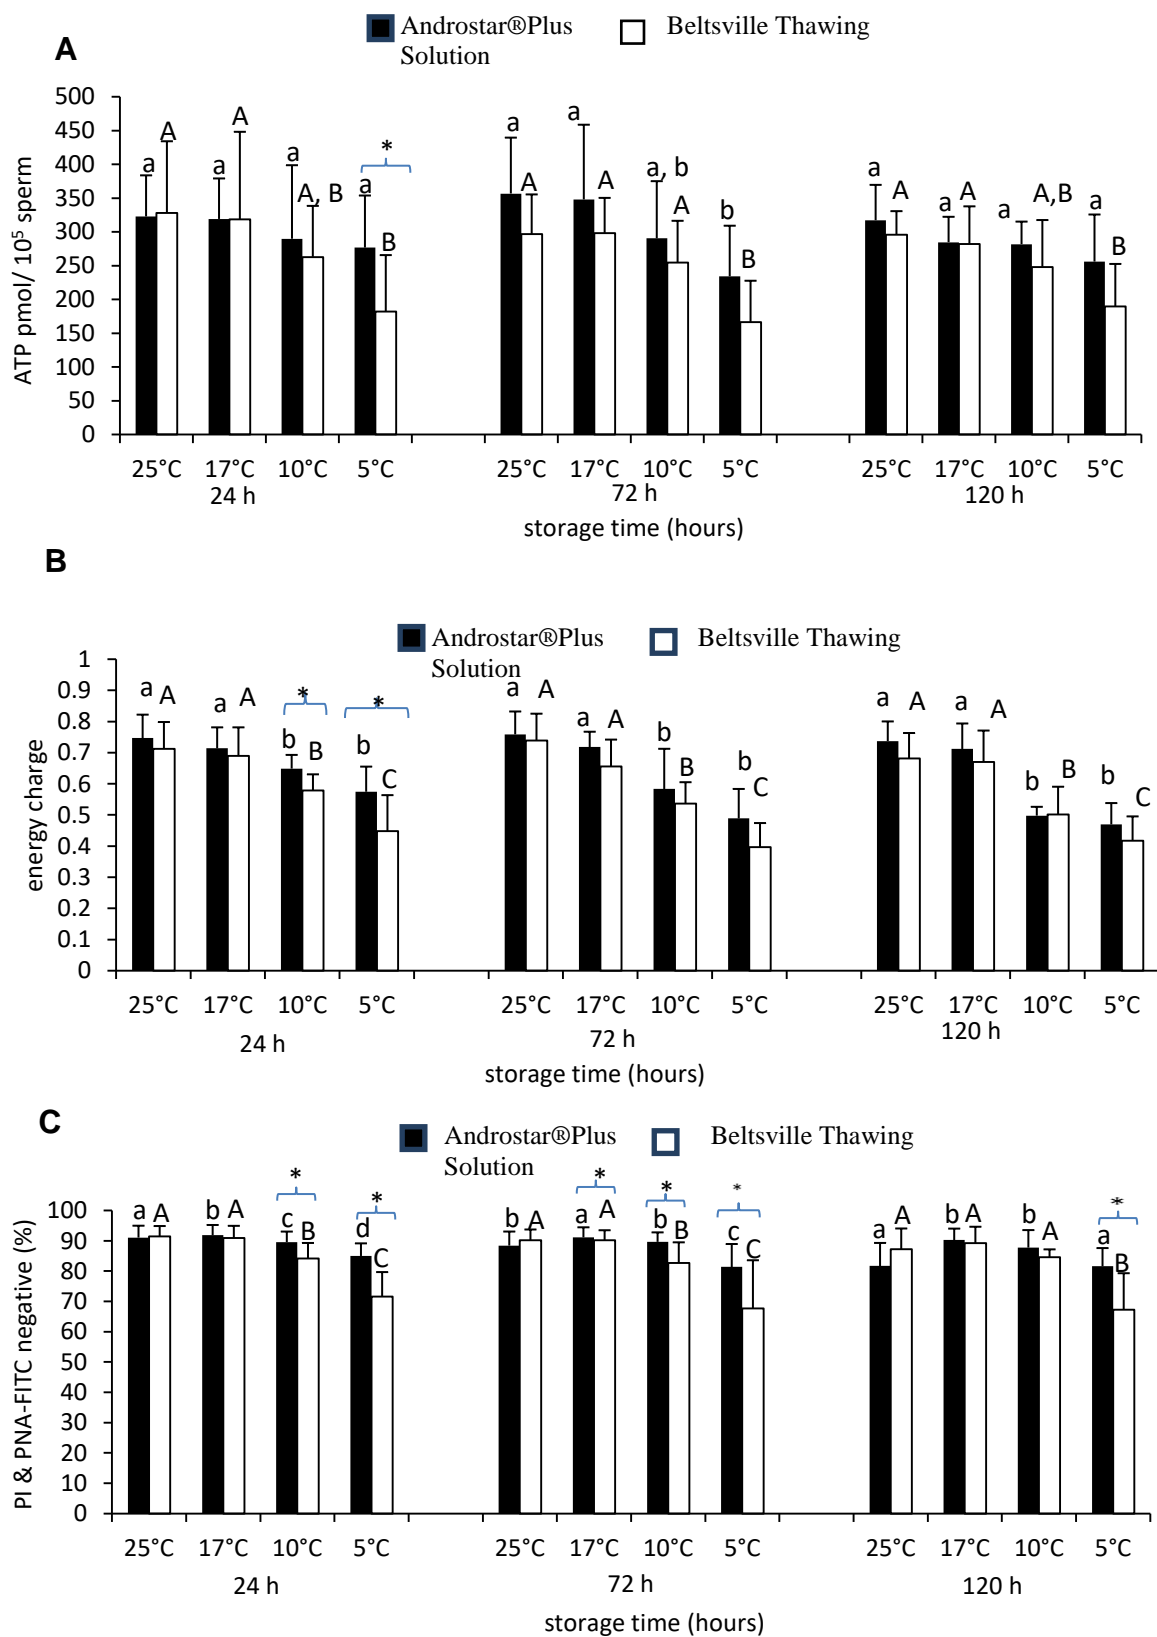 A
Androstar®Plus Solution
Beltsville Thawing
ATP pmol/ 10⁵ sperm
500
450
400
350
300
250
200
150
100
50
0
a A a A a A, B a B *
a A a A a, b A b B
a A a A a A,B a B
25°C 17°C 10°C 5°C 25°C 17°C 10°C 5°C 25°C 17°C 10°C 5°C
24 h 72 h 120 h
storage time (hours)
B
Androstar®Plus Solution
Beltsville Thawing
energy charge
1
0.9
0.8
0.7
0.6
0.5
0.4
0.3
0.2
0.1
0
a A a A b B * b C *
a A a A b B b C
a A a A b B b C
25°C 17°C 10°C 5°C 25°C 17°C 10°C 5°C 25°C 17°C 10°C 5°C
24 h 72 h 120 h
storage time (hours)
C
Androstar®Plus Solution
Beltsville Thawing
PI & PNA-FITC negative (%)
100
90
80
70
60
50
40
30
20
10
0
a A b A c B * d C *
b A a A * b B * c C *
a A b A b A a B *
25°C 17°C 10°C 5°C 25°C 17°C 10°C 5°C 25°C 17°C 10°C 5°C
24 h 72 h 120 h
storage time (hours)